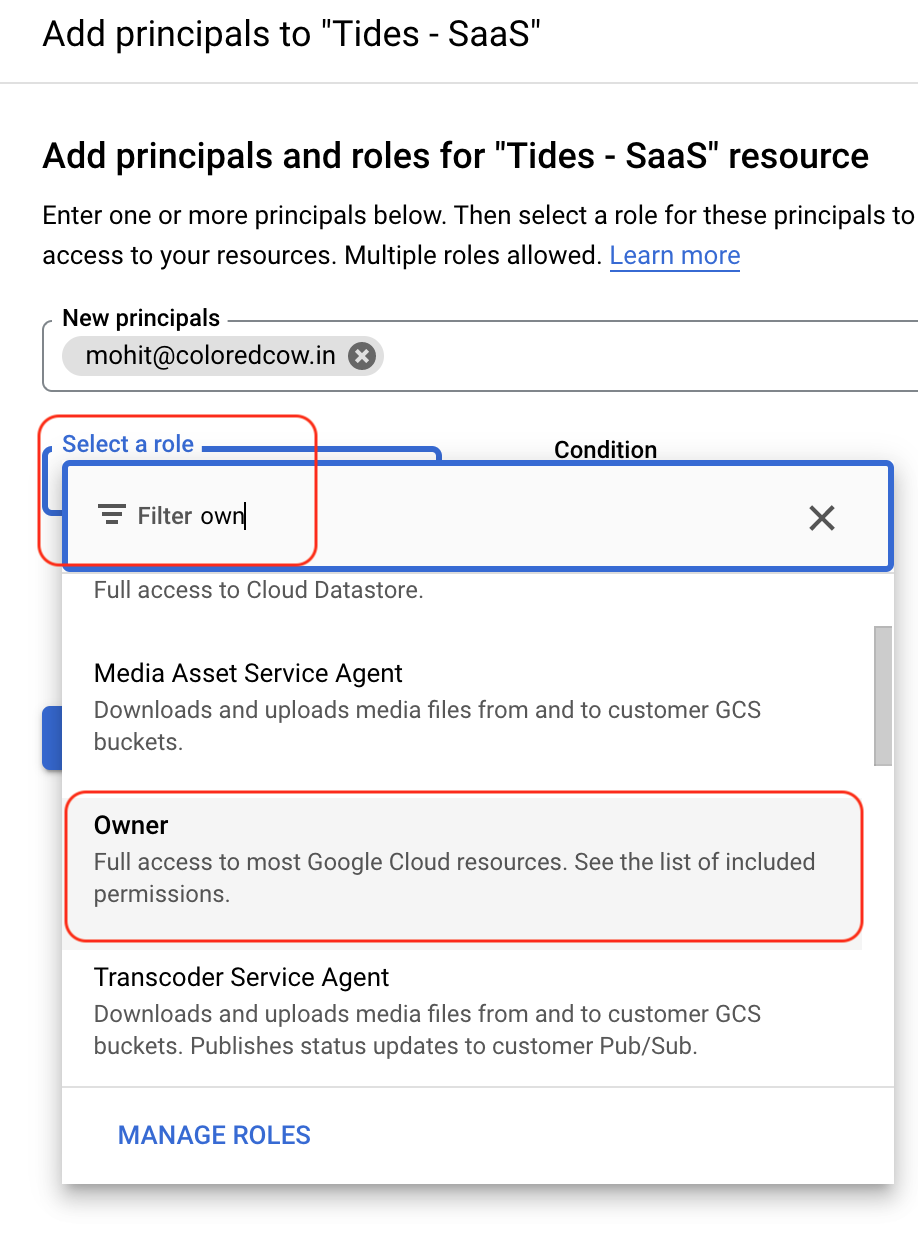 Add principals to "Tides - SaaS"
Add principals and roles for "Tides - SaaS" resource
Enter one or more principals below. Then select a role for these principals to
access to your resources. Multiple roles allowed. Learn more
New principals
mohit@coloredcow.in
Select a role
Condition
Filter own
Full access to Cloud Datastore.
Media Asset Service Agent
Downloads and uploads media files from and to customer GCS
buckets.
Owner
Full access to most Google Cloud resources. See the list of included
permissions.
Transcoder Service Agent
Downloads and uploads media files from and to customer GCS
buckets. Publishes status updates to customer Pub/Sub.
MANAGE ROLES